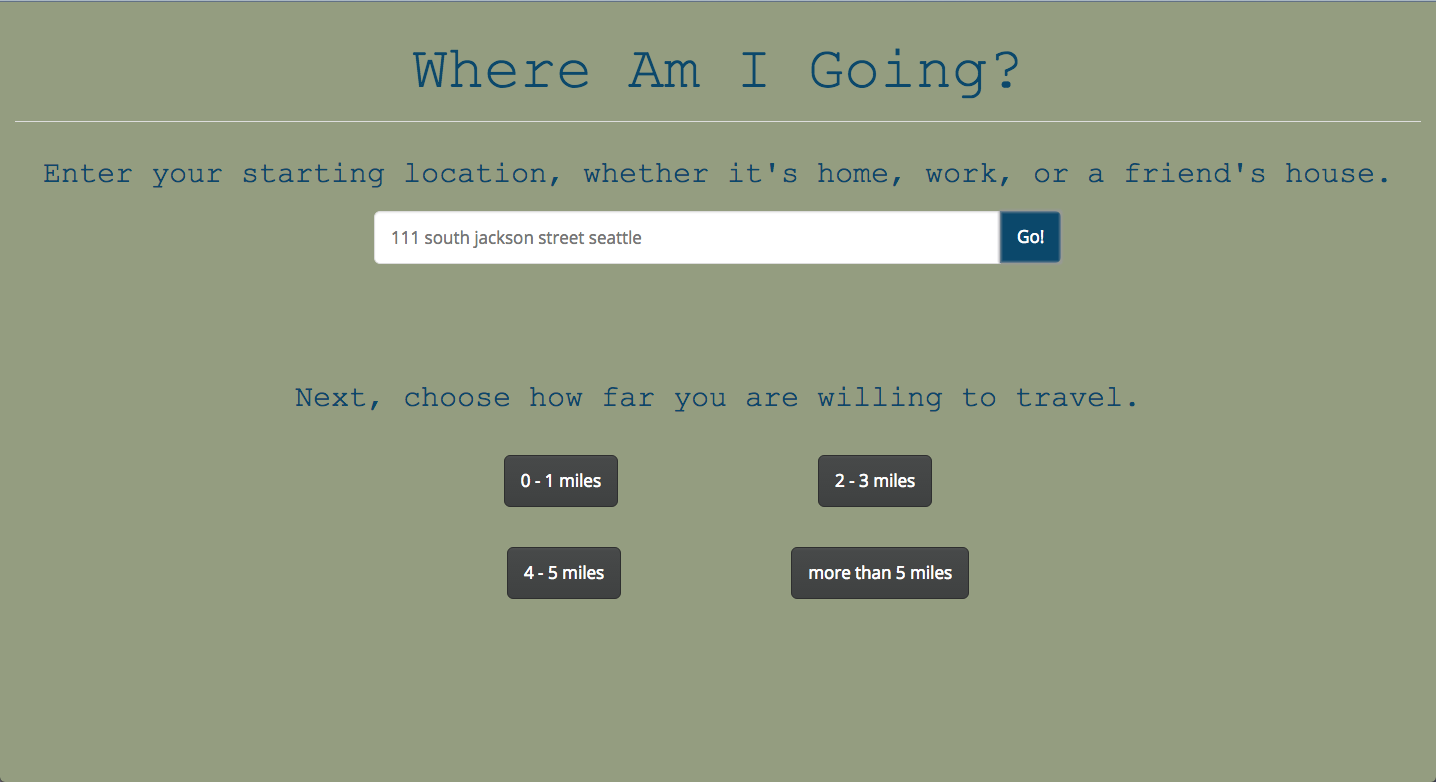 Where Am I Going?
Enter your starting location, whether it's home, work, or a friend's house.
111 south jackson street seattle
Go!
Next, choose how far you are willing to travel.
0 - 1 miles
2 - 3 miles
4 - 5 miles
more than 5 miles